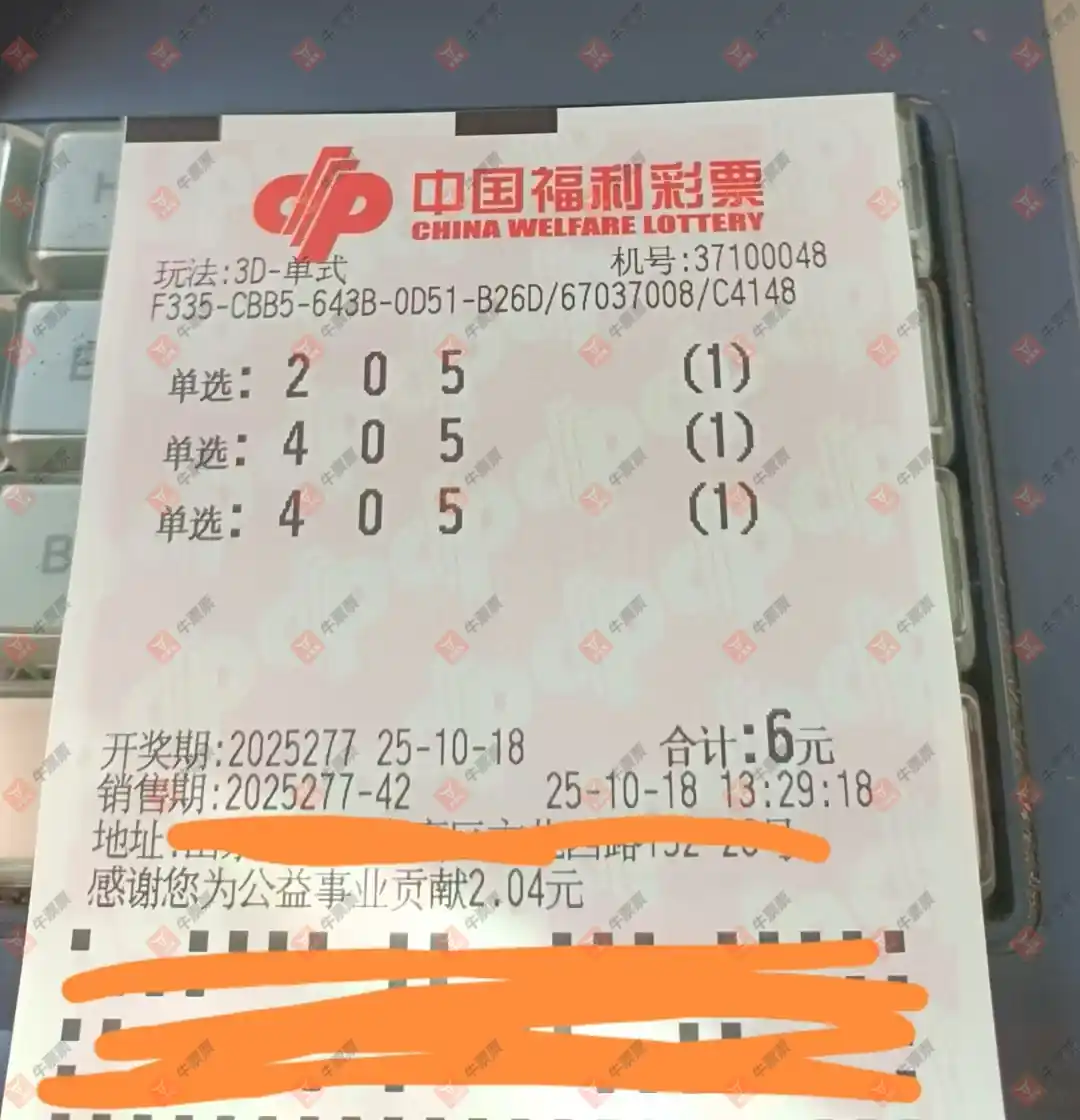 中国福利彩票
CHINA WELFARE LOTTERY
玩法:3D-单式 机号:37100048
F335-CBB5-643B-0D51-B26D/67037008/C4148
单选: 2 0 5 (1)
单选: 4 0 5 (1)
单选: 4 0 5 (1)
开奖期:2025277 25-10-18 合计:6元
销售期:2025277-42 25-10-18 13:29:18
地址:
感谢您为公益事业贡献2.04元
牛票票